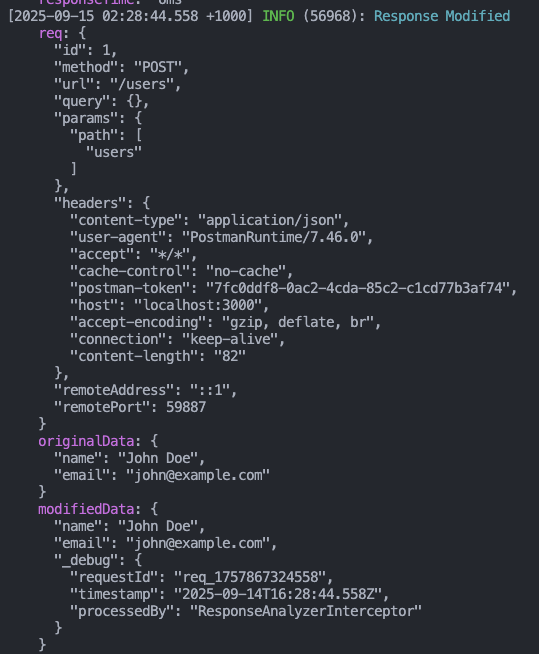 responseTime: "0ms"
[2025-09-15 02:28:44.558 +1000] INFO (56968): Response Modified
req: {
"id": 1,
"method": "POST",
"url": "/users",
"query": {},
"params": {
"path": [
"users"
]
},
"headers": {
"content-type": "application/json",
"user-agent": "PostmanRuntime/7.46.0",
"accept": "*/*",
"cache-control": "no-cache",
"postman-token": "7fc0ddf8-0ac2-4cda-85c2-c1cd77b3af74",
"host": "localhost:3000",
"accept-encoding": "gzip, deflate, br",
"connection": "keep-alive",
"content-length": "82"
},
"remoteAddress": "::1",
"remotePort": 59887
}
originalData: {
"name": "John Doe",
"email": "john@example.com"
}
modifiedData: {
"name": "John Doe",
"email": "john@example.com",
"_debug": {
"requestId": "req_1757867324558",
"timestamp": "2025-09-14T16:28:44.558Z",
"processedBy": "ResponseAnalyzerInterceptor"
}
}